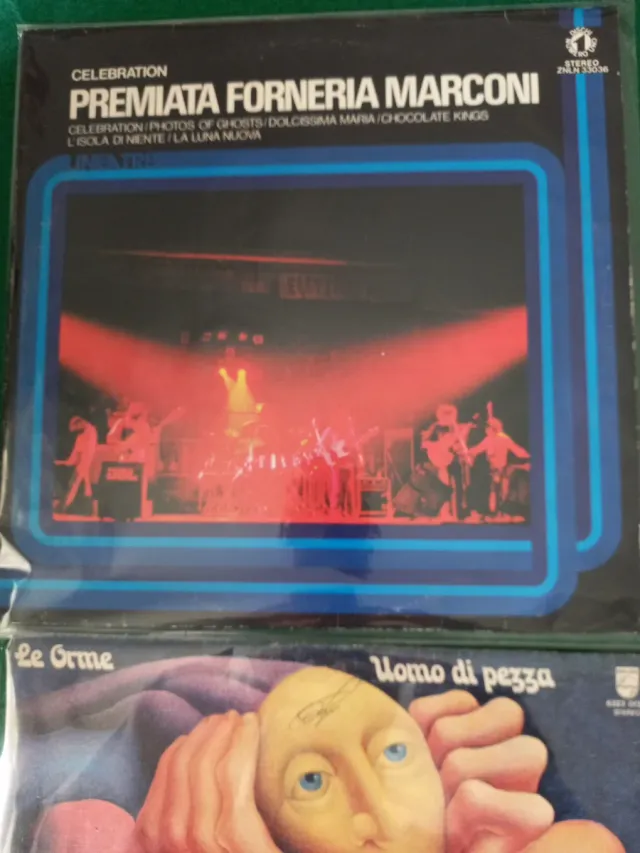 STEREO
ZNLN 33036
CELEBRATION
PREMIATA FORNERIA MARCONI
CELEBRATION/PHOTOS OF GHOSTS/DOLCISSIMA MARIA/CHOCOLATE KINGS
L'ISOLA DI NIENTE/LA LUNA NUOVA
Le Orme
Uomo di pezza